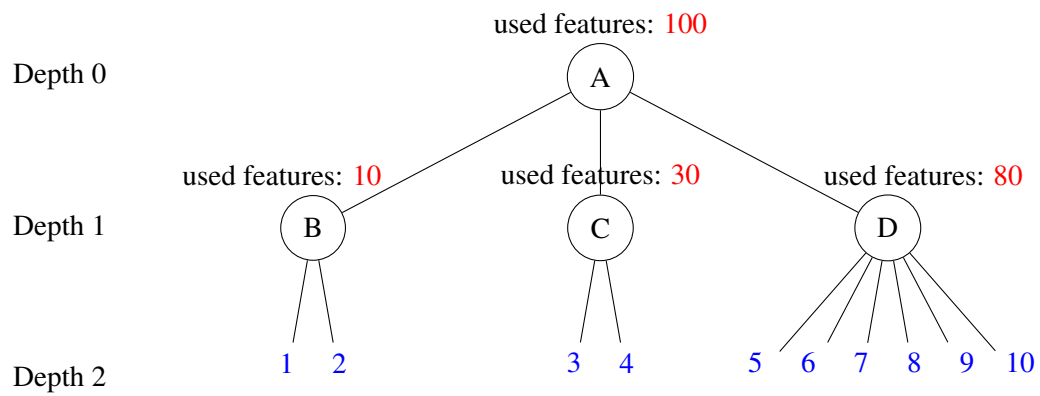 used features: 100
Depth 0
A
used features: 10
used features: 30
used features: 80
Depth 1
B
C
D
1 2 3 4 5 6 7 8 9 10
Depth 2